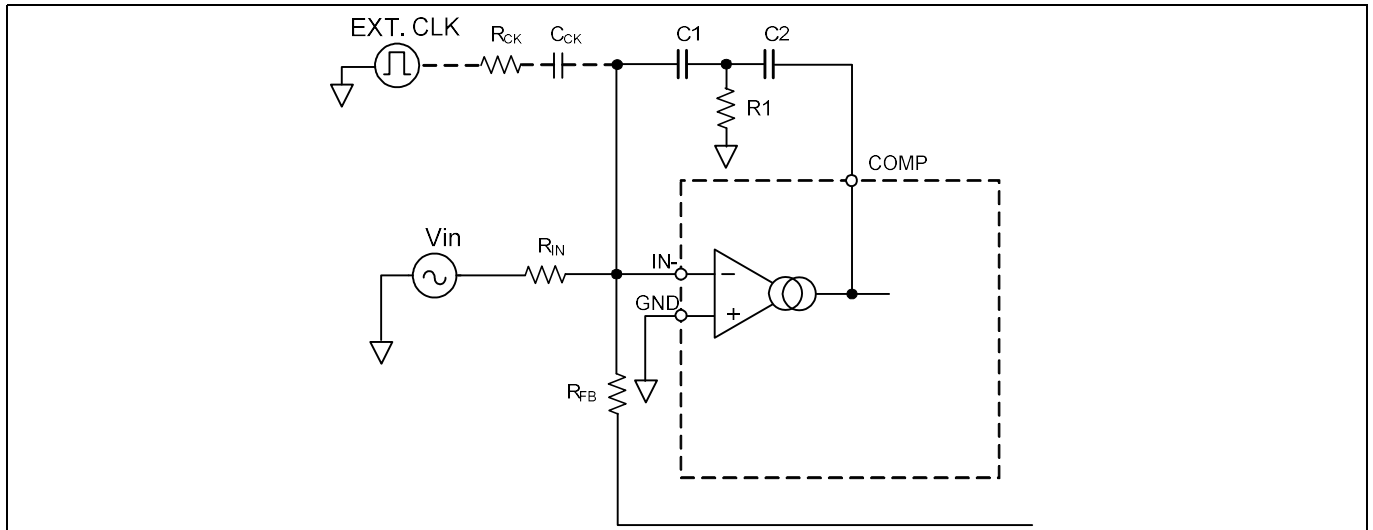 EXT. CLK
RCK
CCK
C1
C2
R1
COMP
Vin
RIN
IN-
GND
−
+
RFB